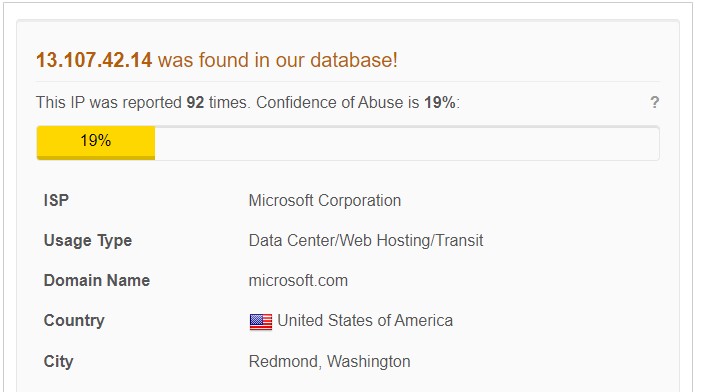 13.107.42.14 was found in our database!
This IP was reported 92 times. Confidence of Abuse is 19%: ?
19%
ISP Microsoft Corporation
Usage Type Data Center/Web Hosting/Transit
Domain Name microsoft.com
Country United States of America
City Redmond, Washington